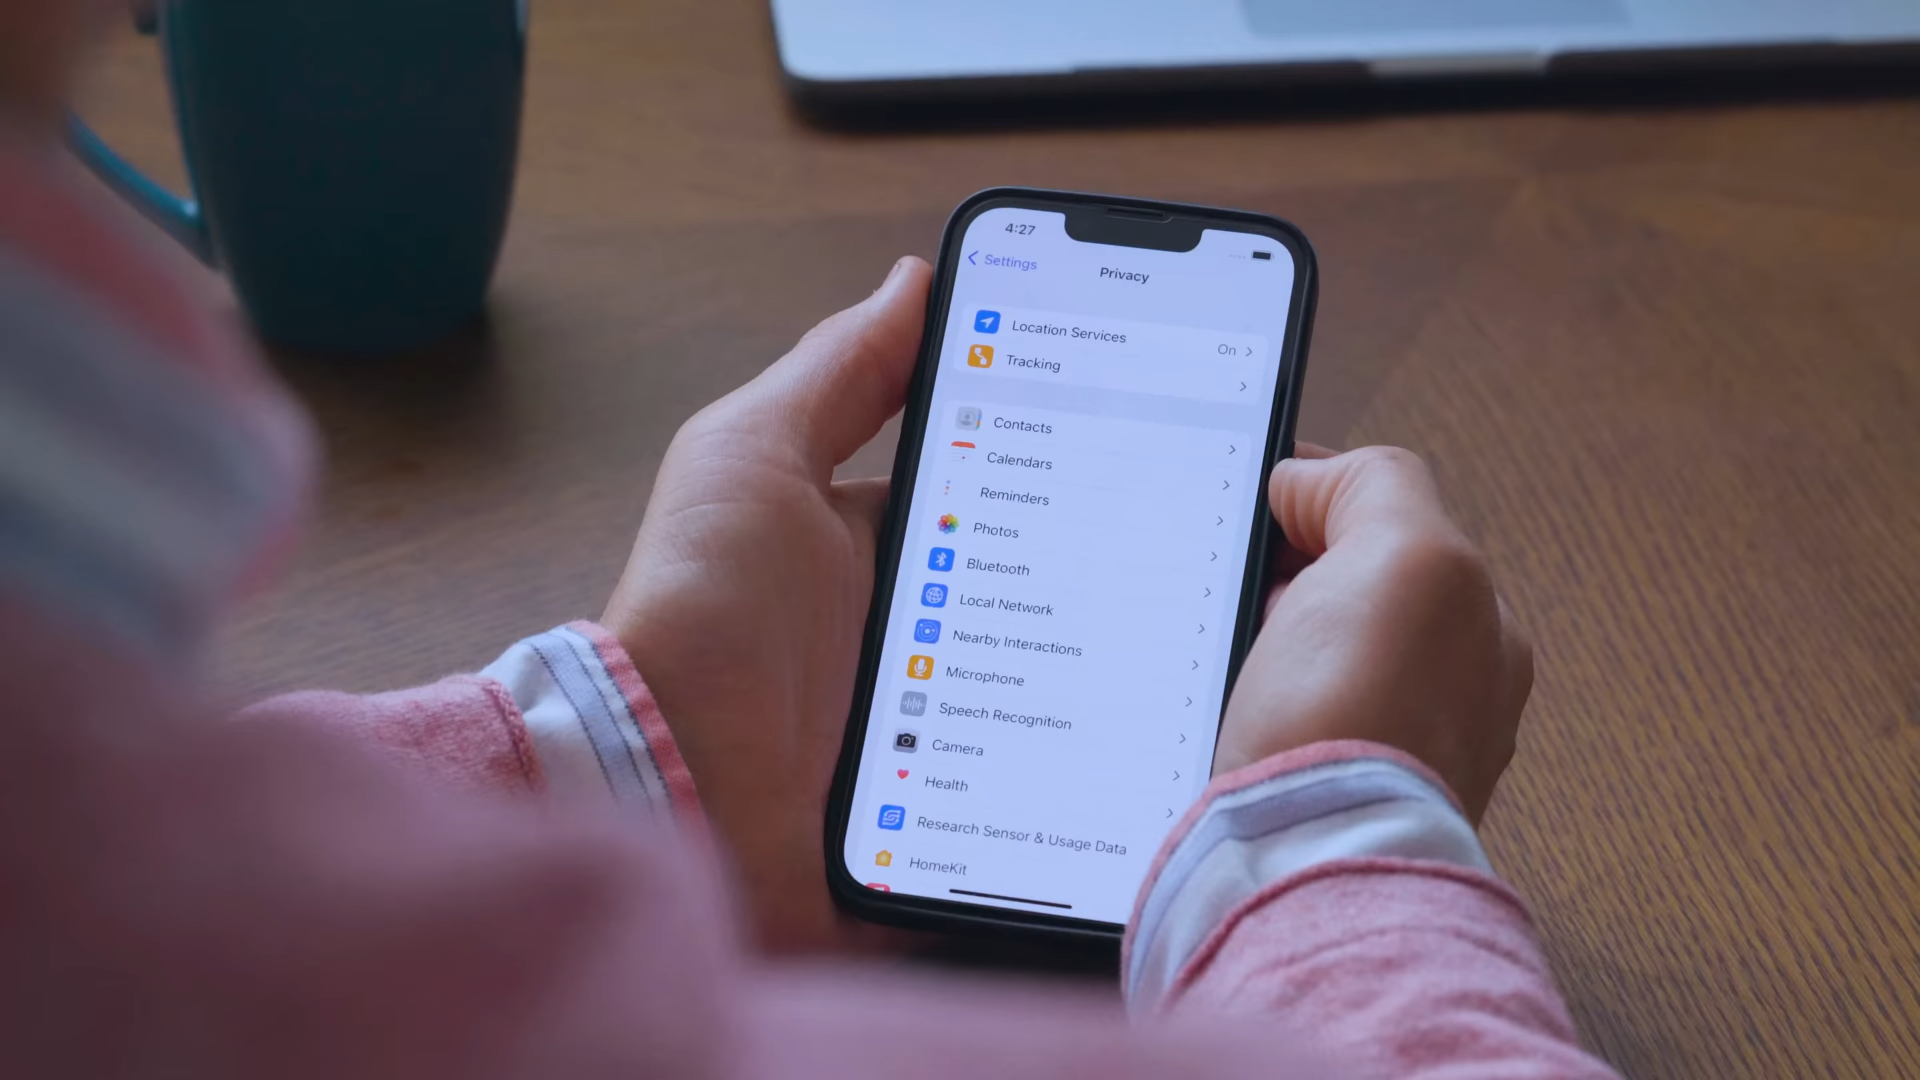 4:27
Settings
Privacy
Location Services On
Tracking
Contacts
Calendars
Reminders
Photos
Bluetooth
Local Network
Nearby Interactions
Microphone
Speech Recognition
Camera
Health
Research Sensor & Usage Data
HomeKit